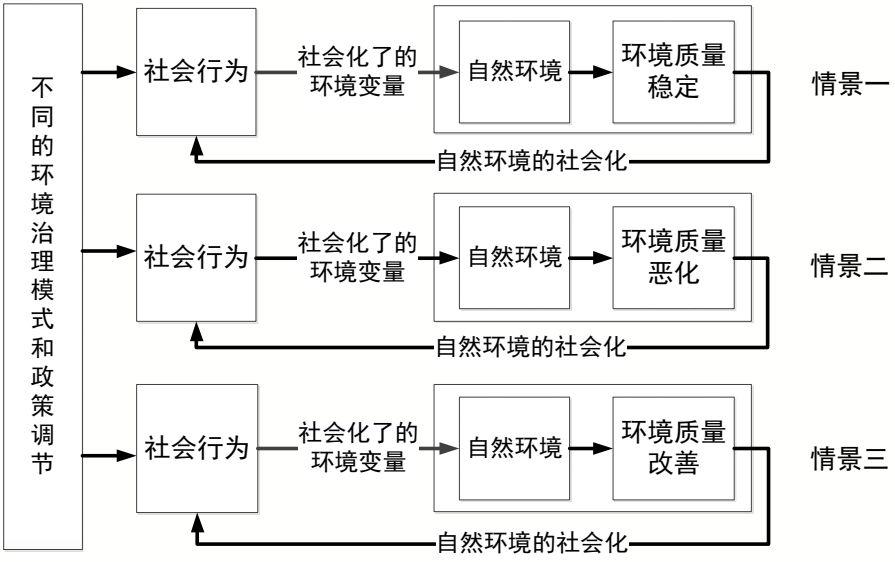 不同的环境治理模式和政策调节
社会行为
社会化了的
环境变量
自然环境
环境质量
稳定
自然环境的社会化
情景一
社会行为
社会化了的
环境变量
自然环境
环境质量
恶化
自然环境的社会化
情景二
社会行为
社会化了的
环境变量
自然环境
环境质量
改善
自然环境的社会化
情景三